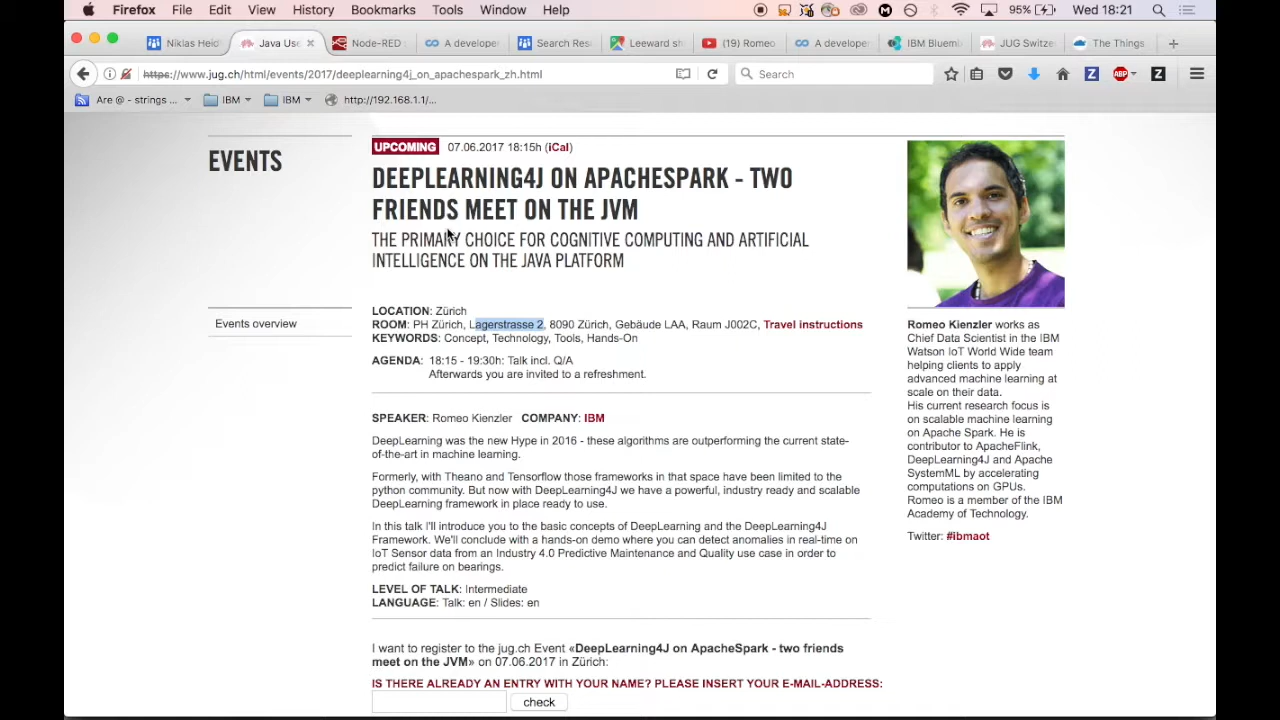 Firefox File Edit View History Bookmarks Tools Window Help 95% Wed 18:21
Niklas Heid Java Use Node-RED A develope Search Res Leeward sh (19) Romeo A develope IBM Bluemi JUG Switze The Things
https://www.jug.ch/html/events/2017/deeplearning4j_on_apachespark_zh.html Search
Are @ - strings ... IBM IBM http://192.168.1.1/...
EVENTS
Events overview
UPCOMING 07.06.2017 18:15h (iCal)
DEEPLEARNING4J ON APACHESPARK - TWO
FRIENDS MEET ON THE JVM
THE PRIMARY CHOICE FOR COGNITIVE COMPUTING AND ARTIFICIAL
INTELLIGENCE ON THE JAVA PLATFORM
LOCATION: Zürich
ROOM: PH Zürich, Lagerstrasse 2, 8090 Zürich, Gebäude LAA, Raum J002C, Travel instructions
KEYWORDS: Concept, Technology, Tools, Hands-On
AGENDA: 18:15 - 19:30h: Talk incl. Q/A
Afterwards you are invited to a refreshment.
SPEAKER: Romeo Kienzler COMPANY: IBM
DeepLearning was the new Hype in 2016 - these algorithms are outperforming the current state-
of-the-art in machine learning.
Formerly, with Theano and Tensorflow those frameworks in that space have been limited to the
python community. But now with DeepLearning4J we have a powerful, industry ready and scalable
DeepLearning framework in place ready to use.
In this talk I'll introduce you to the basic concepts of DeepLearning and the DeepLearning4J
Framework. We'll conclude with a hands-on demo where you can detect anomalies in real-time on
IoT Sensor data from an Industry 4.0 Predictive Maintenance and Quality use case in order to
predict failure on bearings.
LEVEL OF TALK: Intermediate
LANGUAGE: Talk: en / Slides: en
I want to register to the jug.ch Event «DeepLearning4J on ApacheSpark - two friends
meet on the JVM» on 07.06.2017 in Zürich:
IS THERE ALREADY AN ENTRY WITH YOUR NAME? PLEASE INSERT YOUR E-MAIL-ADDRESS:
check
Romeo Kienzler works as
Chief Data Scientist in the IBM
Watson IoT World Wide team
helping clients to apply
advanced machine learning at
scale on their data.
His current research focus is
on scalable machine learning
on Apache Spark. He is
contributor to ApacheFlink,
DeepLearning4J and Apache
SystemML by accelerating
computations on GPUs.
Romeo is a member of the IBM
Academy of Technology.
Twitter: #ibmaot